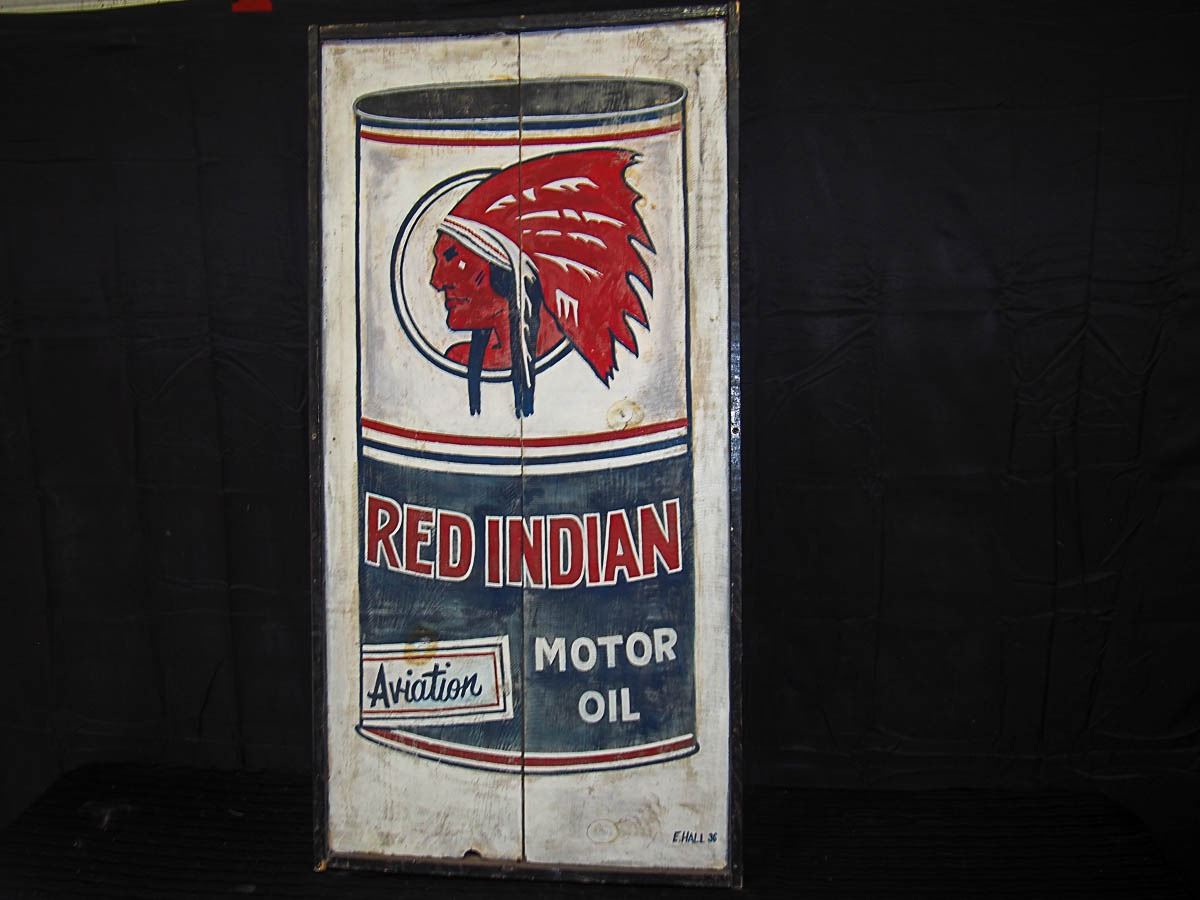 RED INDIAN
Aviation
MOTOR
OIL
E.HALL 36